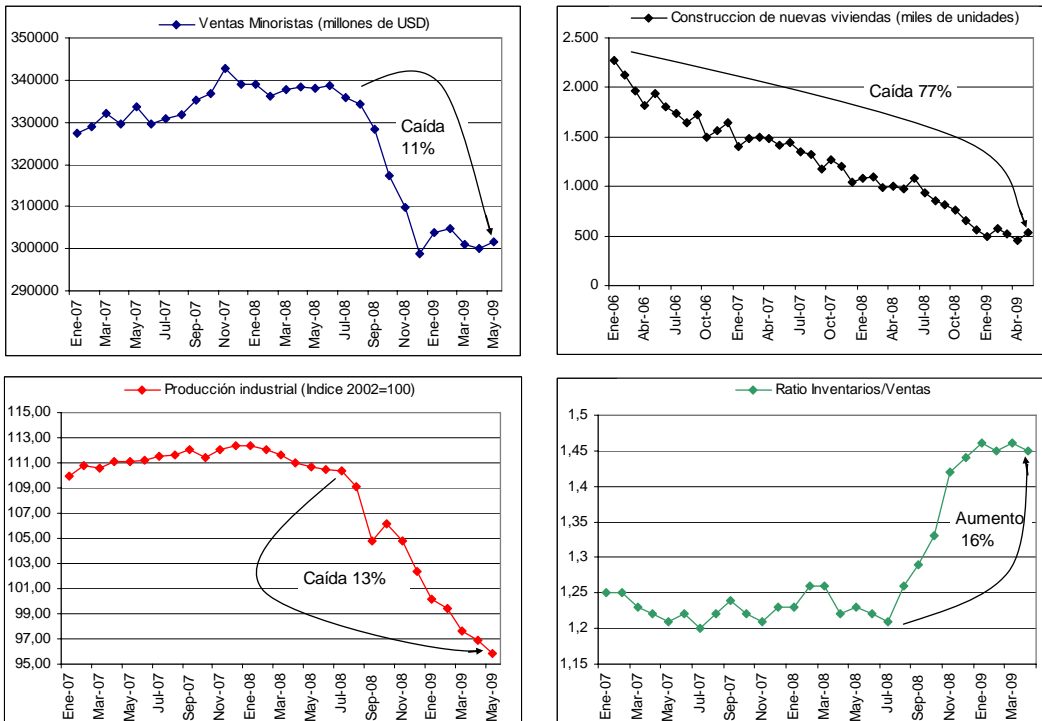 Ventas Minoristas (millones de USD)
350000
340000
330000
320000
310000
300000
290000
Caída
11%
Ene-07
Mar-07
May-07
Jul-07
Sep-07
Nov-07
Ene-08
Mar-08
May-08
Jul-08
Sep-08
Nov-08
Ene-09
Mar-09
May-09
Construccion de nuevas viviendas (miles de unidades)
2.500
2.000
1.500
1.000
500
0
Caída 77%
Ene-06
Abr-06
Jul-06
Oct-06
Ene-07
Abr-07
Jul-07
Oct-07
Ene-08
Abr-08
Jul-08
Oct-08
Ene-09
Abr-09
Producción industrial (Indice 2002=100)
115,00
113,00
111,00
109,00
107,00
105,00
103,00
101,00
99,00
97,00
95,00
Caída 13%
Ene-07
Mar-07
May-07
Jul-07
Sep-07
Nov-07
Ene-08
Mar-08
May-08
Jul-08
Sep-08
Nov-08
Ene-09
Mar-09
May-09
Ratio Inventarios/Ventas
1,5
1,45
1,4
1,35
1,3
1,25
1,2
1,15
Aumento
16%
Ene-07
Mar-07
May-07
Jul-07
Sep-07
Nov-07
Ene-08
Mar-08
May-08
Jul-08
Sep-08
Nov-08
Ene-09
Mar-09